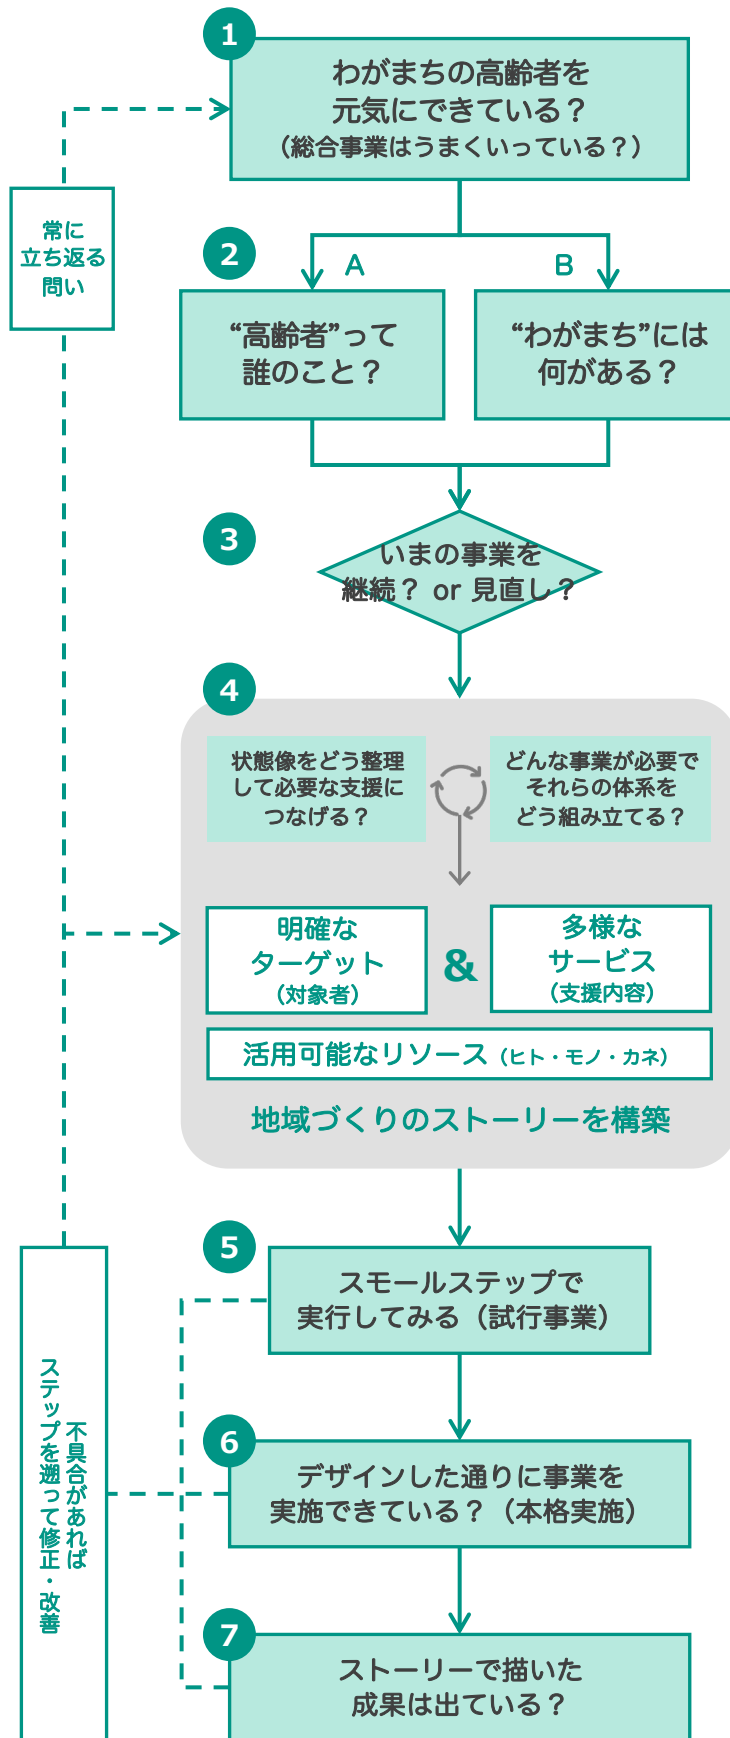 1
わがまちの高齢者を
元気にできている？
（総合事業はうまくいっている？）
常に
立ち返る
問い
2
A
B
“高齢者”って
誰のこと？
“わがまち”には
何がある？
3
いまの事業を
継続？ or 見直し？
4
状態像をどう整理
して必要な支援に
つなげる？
どんな事業が必要で
それらの体系を
どう組み立てる？
明確な
ターゲット
（対象者）
&
多様な
サービス
（支援内容）
活用可能なリソース（ヒト・モノ・カネ）
地域づくりのストーリーを構築
5
スモールステップで
実行してみる（試行事業）
不具合があれば
ステップを遡って修正・改善
6
デザインした通りに事業を
実施できている？（本格実施）
7
ストーリーで描いた
成果は出ている？